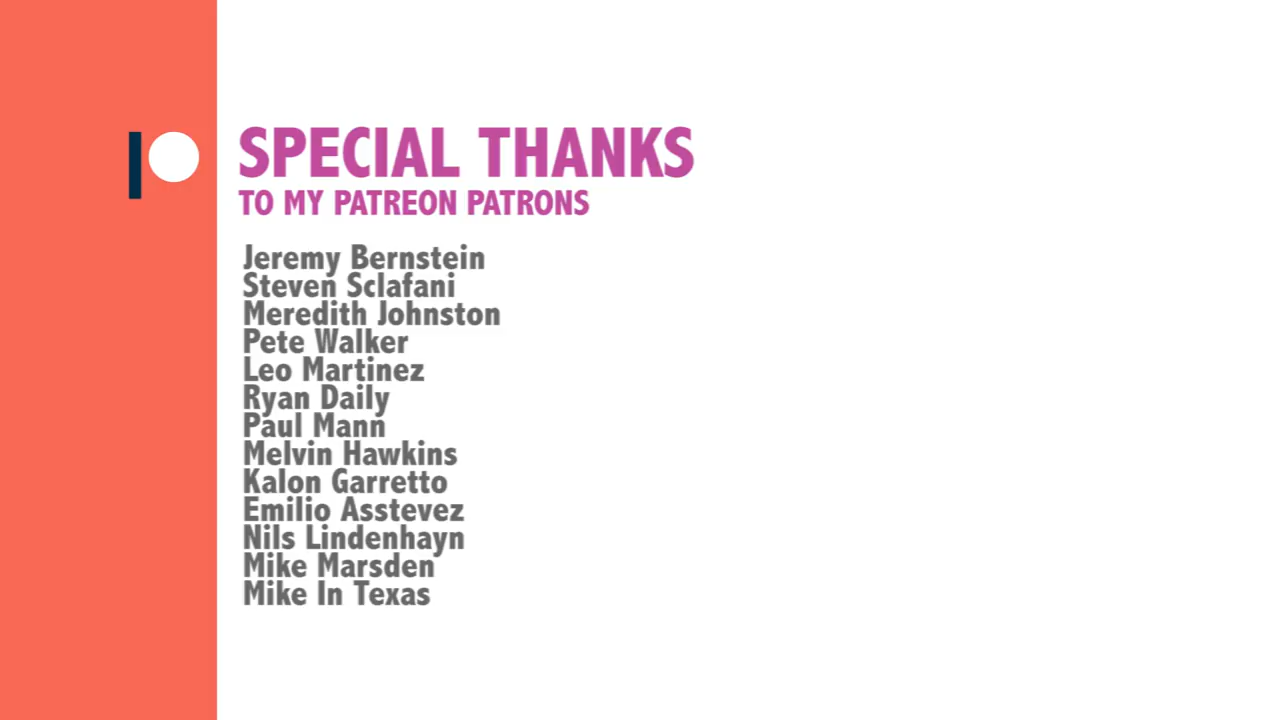 SPECIAL THANKS
TO MY PATREON PATRONS
Jeremy Bernstein
Steven Sclafani
Meredith Johnston
Pete Walker
Leo Martinez
Ryan Daily
Paul Mann
Melvin Hawkins
Kalon Garretto
Emilio Asstevez
Nils Lindenhayn
Mike Marsden
Mike In Texas